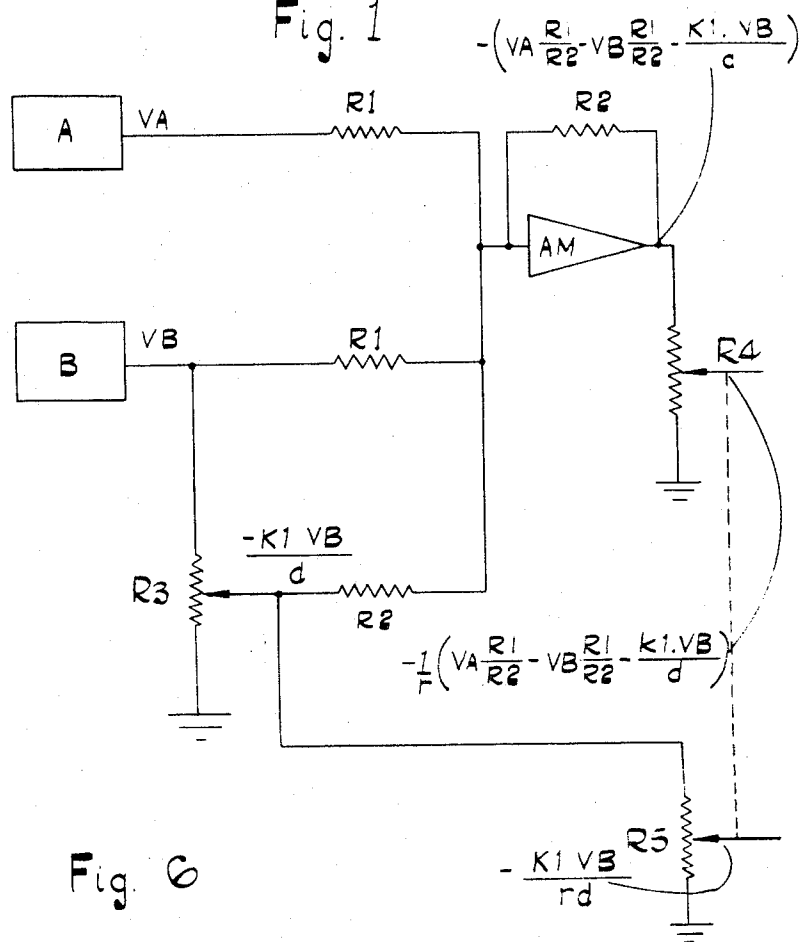 Fig. 1
-(VA R1/R2 - VB R1/R2 - K1. VB/d)
A
VA
R1
R2
AM
B
VB
R1
R4
-K1 VB/d
R3
R2
-1/r (VA R1/R2 - VB R1/R2 - K1.VB/d)
R5
- K1 VB/rd
Fig. 6